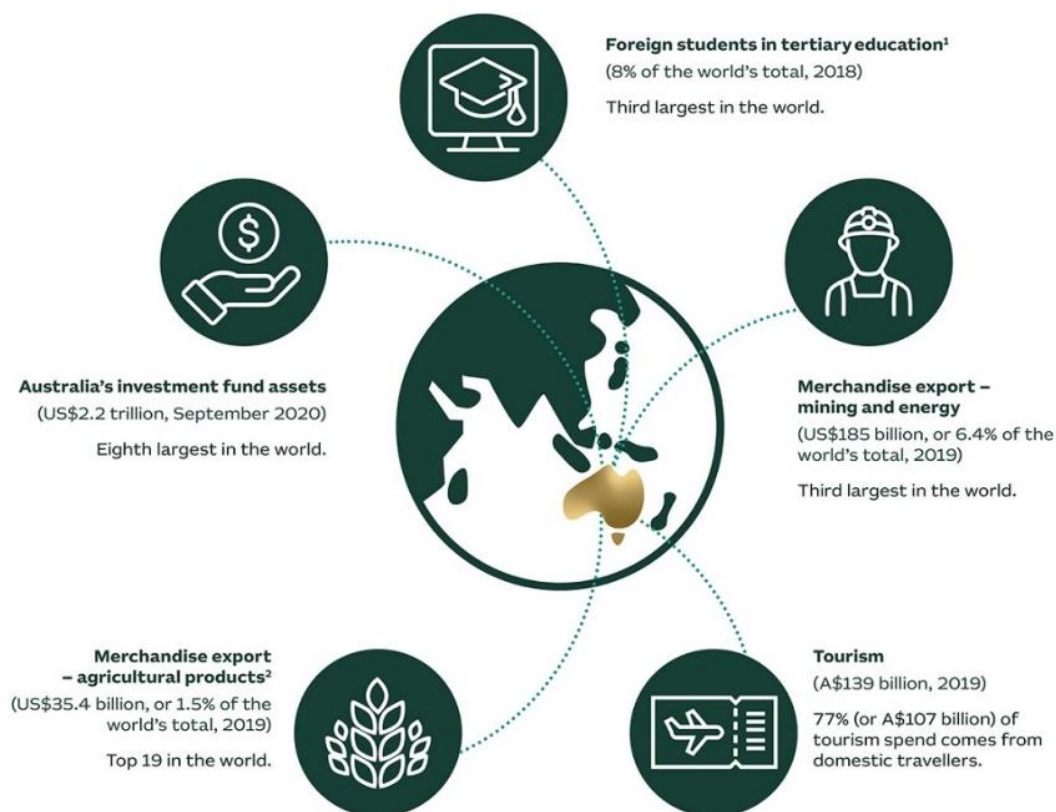 Foreign students in tertiary education¹
(8% of the world's total, 2018)
Third largest in the world.
$
Australia's investment fund assets
(US$2.2 trillion, September 2020)
Eighth largest in the world.
Merchandise export –
mining and energy
(US$185 billion, or 6.4% of the
world's total, 2019)
Third largest in the world.
Merchandise export
– agricultural products²
(US$35.4 billion, or 1.5% of the
world's total, 2019)
Top 19 in the world.
Tourism
(A$139 billion, 2019)
77% (or A$107 billion) of
tourism spend comes from
domestic travellers.